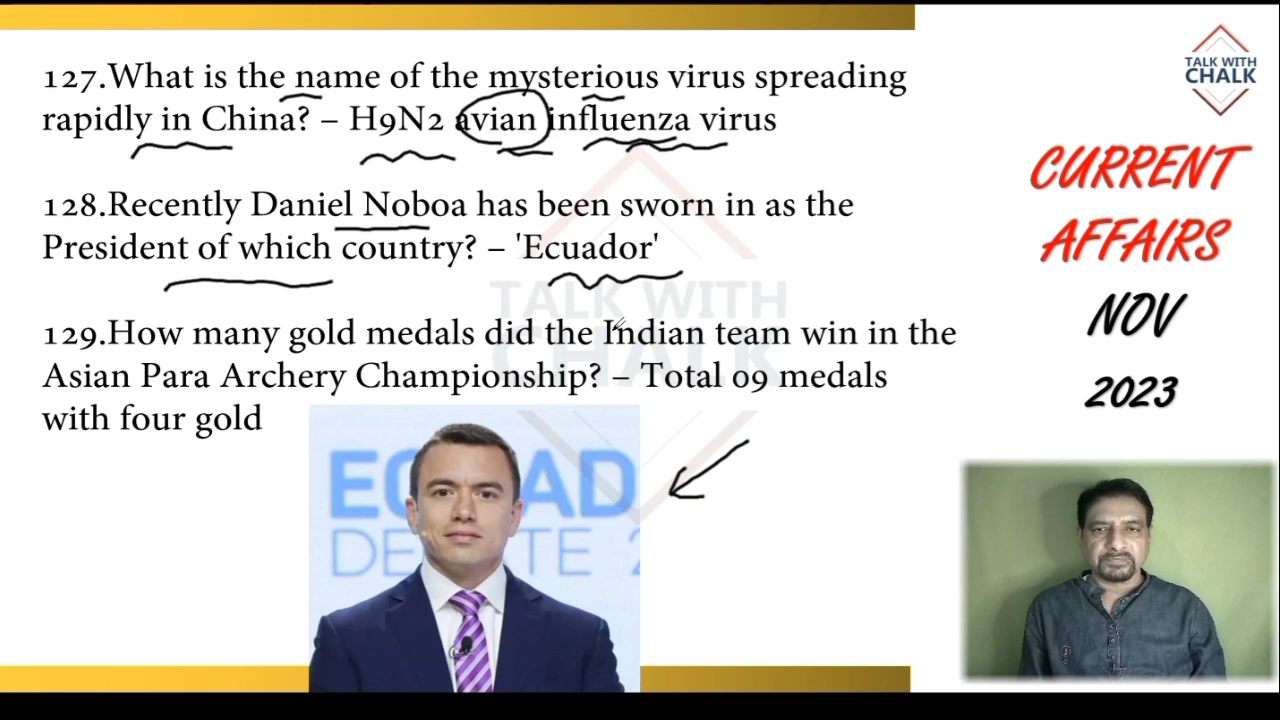 127.What is the name of the mysterious virus spreading
rapidly in China? – H9N2 avian influenza virus
128.Recently Daniel Noboa has been sworn in as the
President of which country? – 'Ecuador'
129.How many gold medals did the Indian team win in the
Asian Para Archery Championship? – Total 09 medals
with four gold
TALK WITH
CHALK
CURRENT
AFFAIRS
NOV
2023
TALK WITH
CHALK